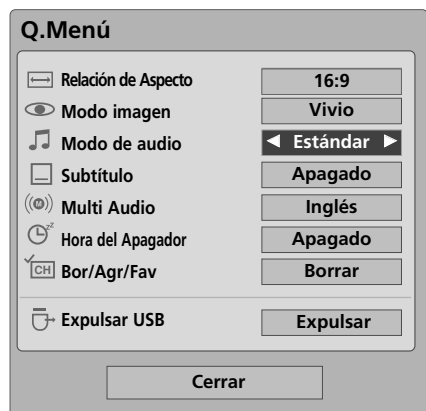 Q.Menú
Relación de Aspecto 16:9
Modo imagen Vivio
Modo de audio ◄ Estándar ►
Subtítulo Apagado
Multi Audio Inglés
Hora del Apagador Apagado
CH Bor/Agr/Fav Borrar
Expulsar USB Expulsar
Cerrar